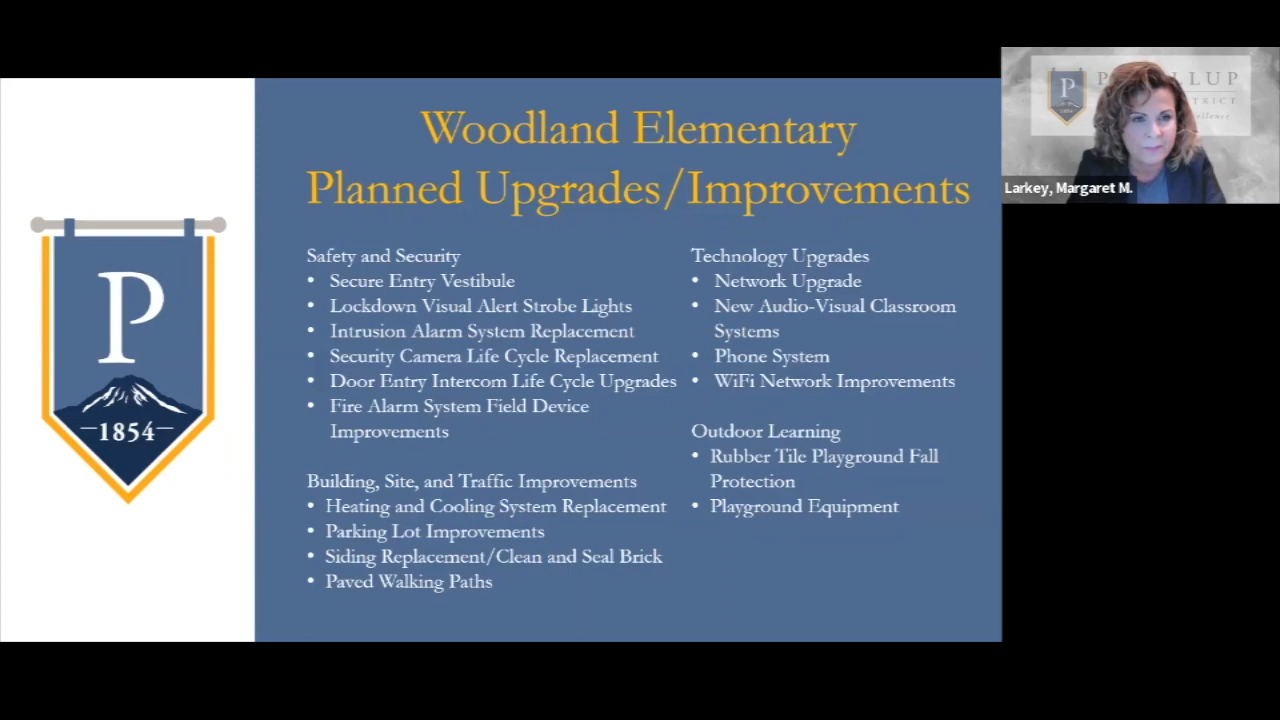 Woodland Elementary
Planned Upgrades/Improvements
Safety and Security
• Secure Entry Vestibule
• Lockdown Visual Alert Strobe Lights
• Intrusion Alarm System Replacement
• Security Camera Life Cycle Replacement
• Door Entry Intercom Life Cycle Upgrades
• Fire Alarm System Field Device
Improvements
Building, Site, and Traffic Improvements
• Heating and Cooling System Replacement
• Parking Lot Improvements
• Siding Replacement/Clean and Seal Brick
• Paved Walking Paths
Technology Upgrades
• Network Upgrade
• New Audio-Visual Classroom
Systems
• Phone System
• WiFi Network Improvements
Outdoor Learning
• Rubber Tile Playground Fall
Protection
• Playground Equipment
P
–1854–
P
Larkey, Margaret M.